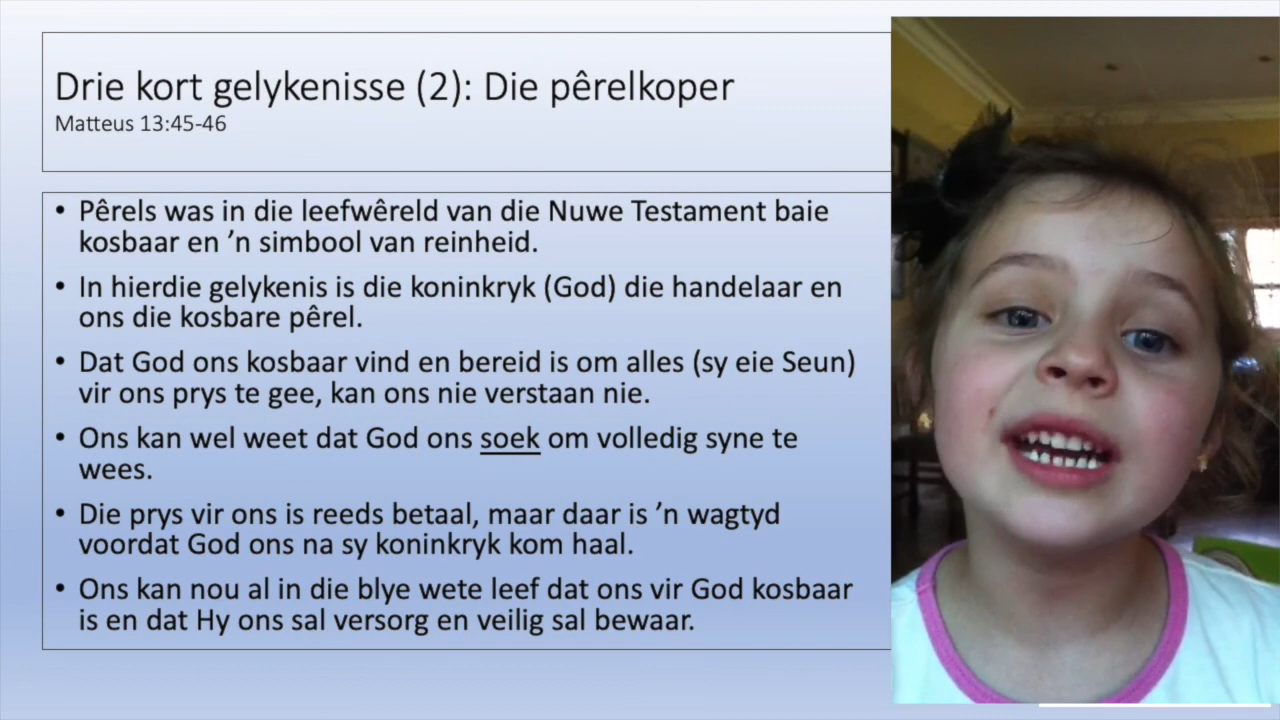 Drie kort gelykenisse (2): Die pêrelkoper
Matteus 13:45-46
• Pêrels was in die leefwêreld van die Nuwe Testament baie
kosbaar en ’n simbool van reinheid.
• In hierdie gelykenis is die koninkryk (God) die handelaar en
ons die kosbare pêrel.
• Dat God ons kosbaar vind en bereid is om alles (sy eie Seun)
vir ons prys te gee, kan ons nie verstaan nie.
• Ons kan wel weet dat God ons soek om volledig syne te
wees.
• Die prys vir ons is reeds betaal, maar daar is ’n wagtyd
voordat God ons na sy koninkryk kom haal.
• Ons kan nou al in die blye wete leef dat ons vir God kosbaar
is en dat Hy ons sal versorg en veilig sal bewaar.